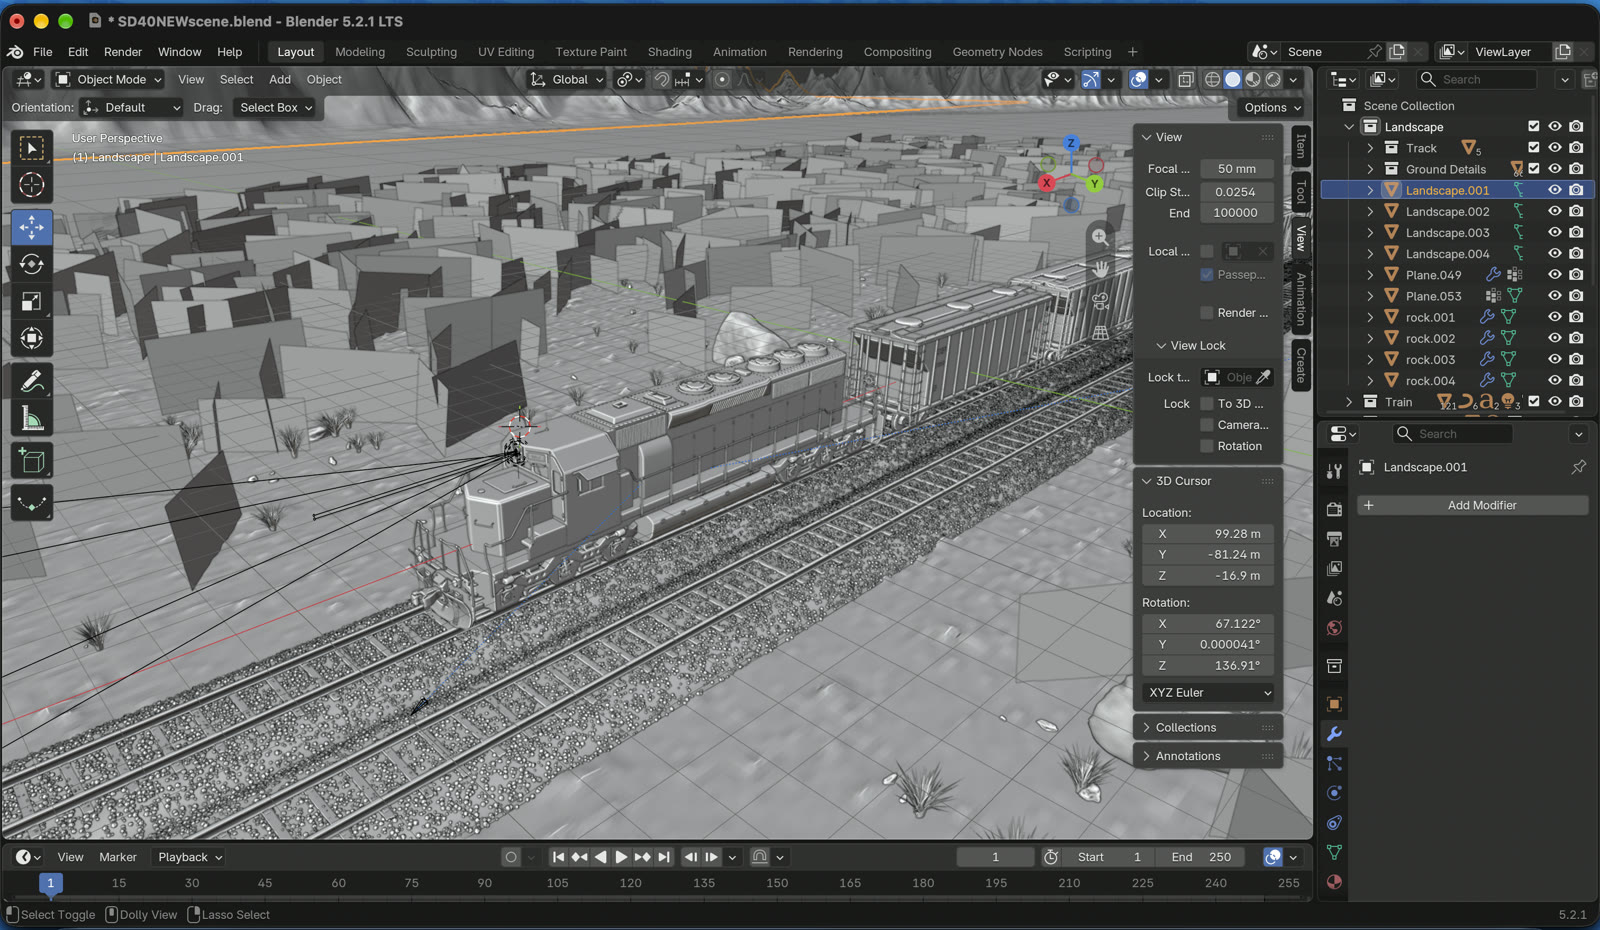 * SD40NEWscene.blend - Blender 5.2.1 LTS
File Edit Render Window Help Layout Modeling Sculpting UV Editing Texture Paint Shading Animation Rendering Compositing Geometry Nodes Scripting + Scene ViewLayer
Object Mode View Select Add Object Global Search
Orientation: Default Drag: Select Box Options
User Perspective
(1) Landscape | Landscape.001
Z
X
Y
View
Focal ... 50 mm
Clip St... 0.0254
End 100000
Local ...
Passep...
Render ...
View Lock
Lock t... Obje
Lock To 3D ...
Camera...
Rotation
3D Cursor
Location:
X 99.28 m
Y -81.24 m
Z -16.9 m
Rotation:
X 67.122°
Y 0.000041°
Z 136.91°
XYZ Euler
Collections
Annotations
Item
Tool
View
Animation
Create
Scene Collection
Landscape
Track 5
Ground Details
Landscape.001
Landscape.002
Landscape.003
Landscape.004
Plane.049
Plane.053
rock.001
rock.002
rock.003
rock.004
Train
Search
Landscape.001
+ Add Modifier
View Marker Playback 1 Start 1 End 250
1 15 30 45 60 75 90 105 120 135 150 165 180 195 210 225 240 255
Select Toggle Dolly View Lasso Select 5.2.1